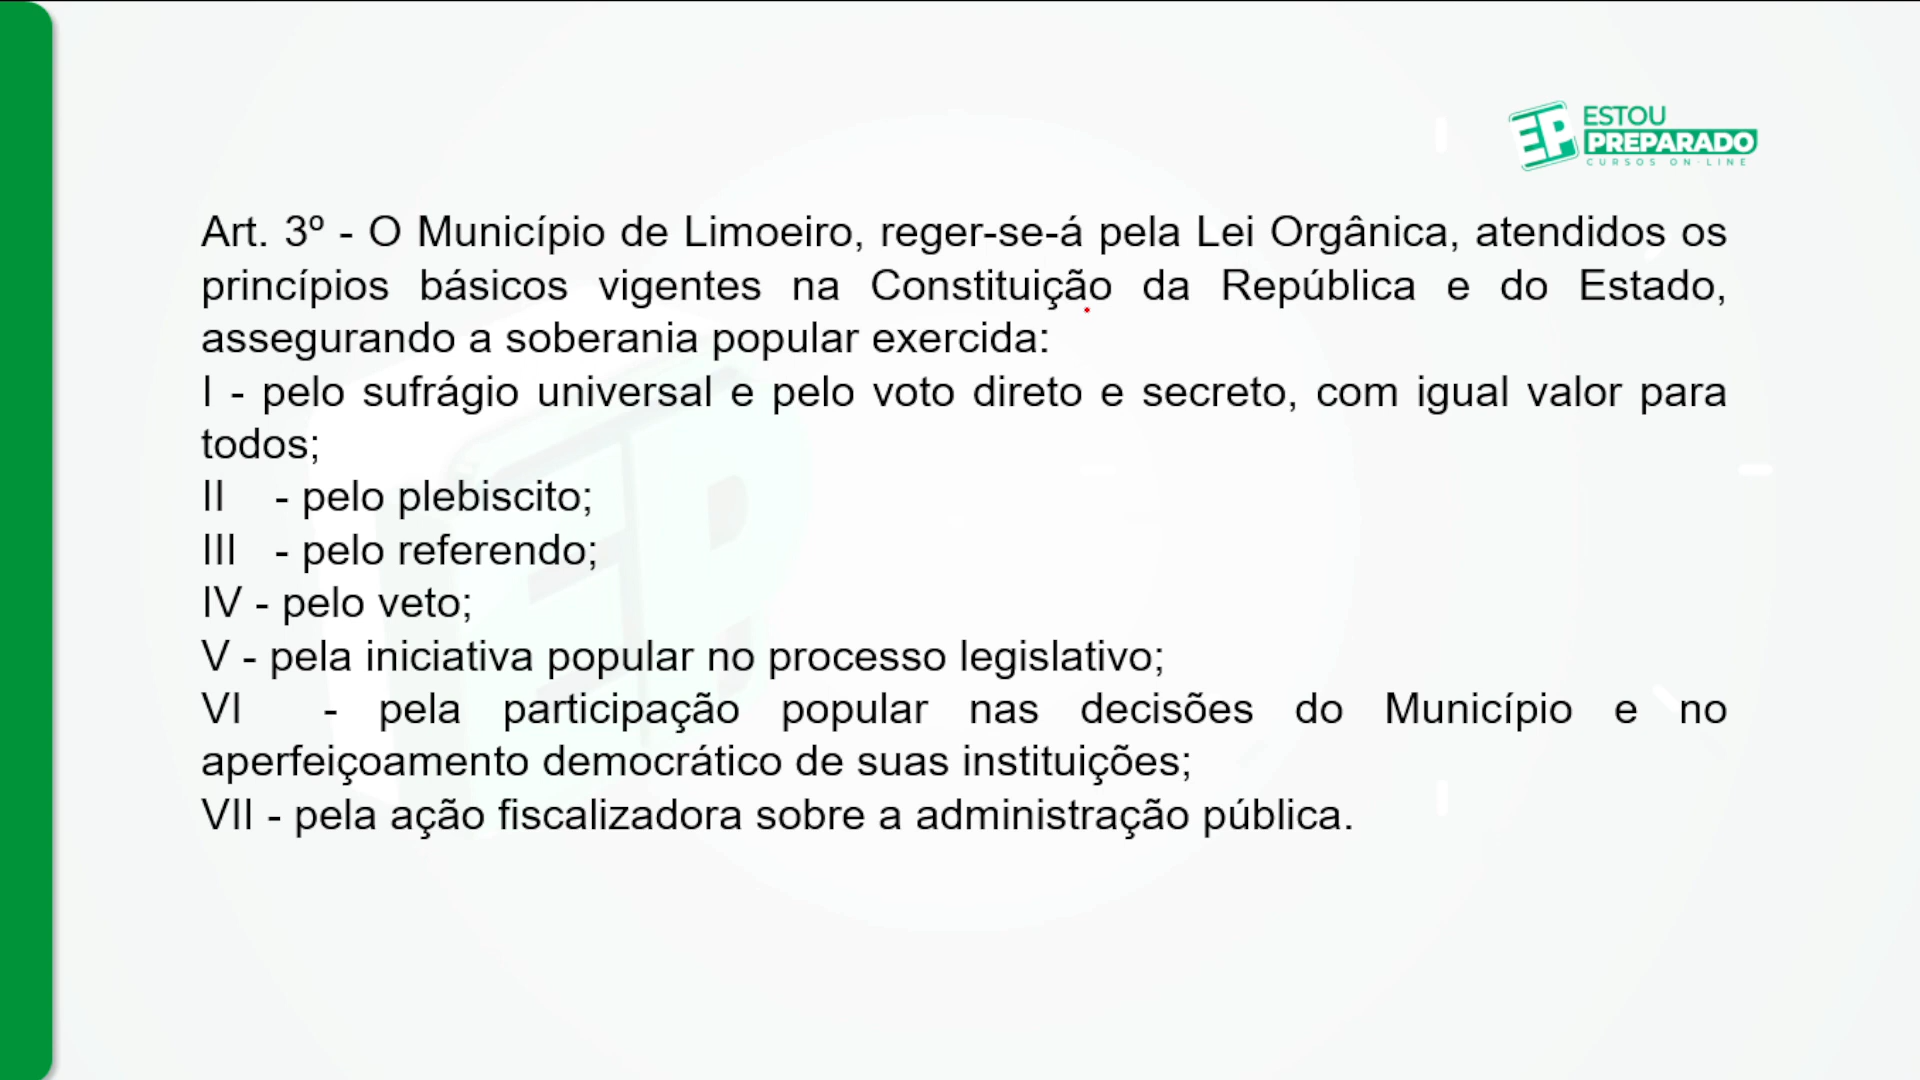 EP ESTOU
PREPARADO
CURSOS ON-LINE
Art. 3º - O Município de Limoeiro, reger-se-á pela Lei Orgânica, atendidos os
princípios básicos vigentes na Constituição da República e do Estado,
assegurando a soberania popular exercida:
I - pelo sufrágio universal e pelo voto direto e secreto, com igual valor para
todos;
II - pelo plebiscito;
III - pelo referendo;
IV - pelo veto;
V - pela iniciativa popular no processo legislativo;
VI - pela participação popular nas decisões do Município e no
aperfeiçoamento democrático de suas instituições;
VII - pela ação fiscalizadora sobre a administração pública.